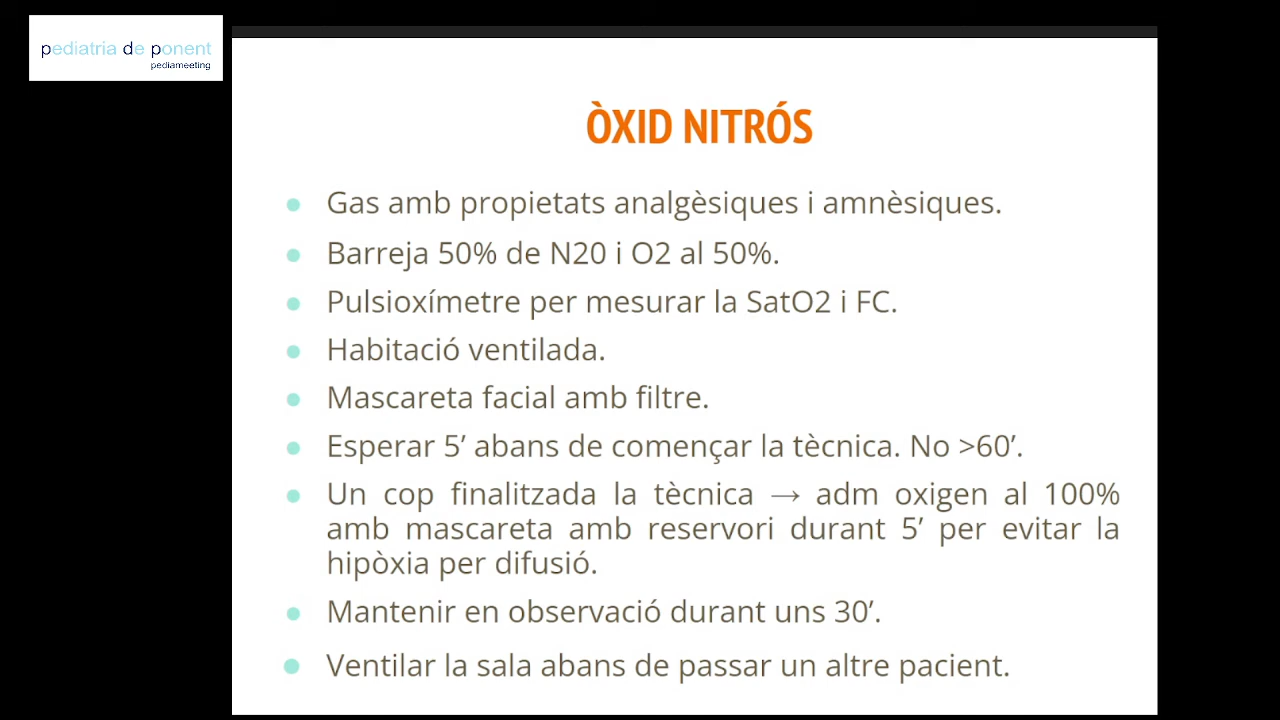 pediatria de ponent
pediameeting
ÒXID NITRÓS
Gas amb propietats analgèsiques i amnèsiques.
Barreja 50% de N20 i O2 al 50%.
Pulsioxímetre per mesurar la SatO2 i FC.
Habitació ventilada.
Mascareta facial amb filtre.
Esperar 5’ abans de començar la tècnica. No >60’.
Un cop finalitzada la tècnica → adm oxigen al 100%
amb mascareta amb reservori durant 5’ per evitar la
hipòxia per difusió.
Mantenir en observació durant uns 30’.
Ventilar la sala abans de passar un altre pacient.